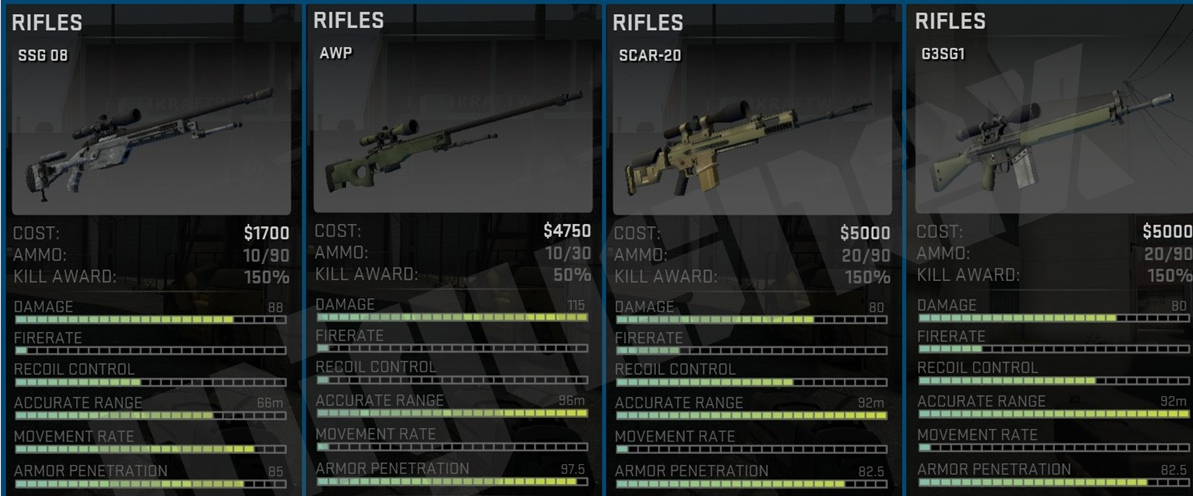 RIFLES
SSG 08
COST: $1700
AMMO: 10/90
KILL AWARD: 150%
DAMAGE 88
FIRERATE
RECOIL CONTROL
ACCURATE RANGE 66m
MOVEMENT RATE
ARMOR PENETRATION 85
RIFLES
AWP
COST: $4750
AMMO: 10/30
KILL AWARD: 50%
DAMAGE 115
FIRERATE
RECOIL CONTROL
ACCURATE RANGE 96m
MOVEMENT RATE
ARMOR PENETRATION 97.5
RIFLES
SCAR-20
COST: $5000
AMMO: 20/90
KILL AWARD: 150%
DAMAGE 80
FIRERATE
RECOIL CONTROL
ACCURATE RANGE 92m
MOVEMENT RATE
ARMOR PENETRATION 82.5
RIFLES
G3SG1
COST: $5000
AMMO: 20/90
KILL AWARD: 150%
DAMAGE 80
FIRERATE
RECOIL CONTROL
ACCURATE RANGE 92m
MOVEMENT RATE
ARMOR PENETRATION 82.5